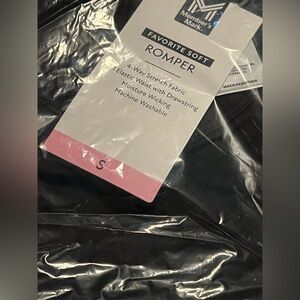 Member's
Mark
FAVORITE SOFT
ROMPER
4-Way Stretch Fabric
Elastic Waist with Drawstring
Moisture Wicking
Machine Washable
S